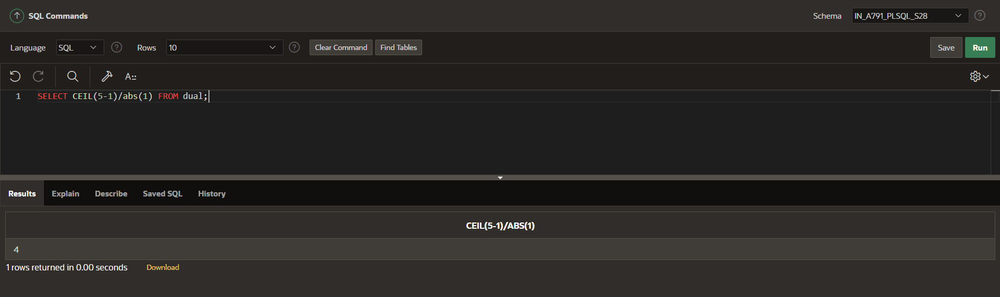 SQL Commands
Schema IN_A791_PLSQL_S28
Language SQL Rows 10 Clear Command Find Tables Save Run
A::
1 SELECT CEIL(5-1)/abs(1) FROM dual;
Results Explain Describe Saved SQL History
CEIL(5-1)/ABS(1)
4
1 rows returned in 0.00 seconds Download